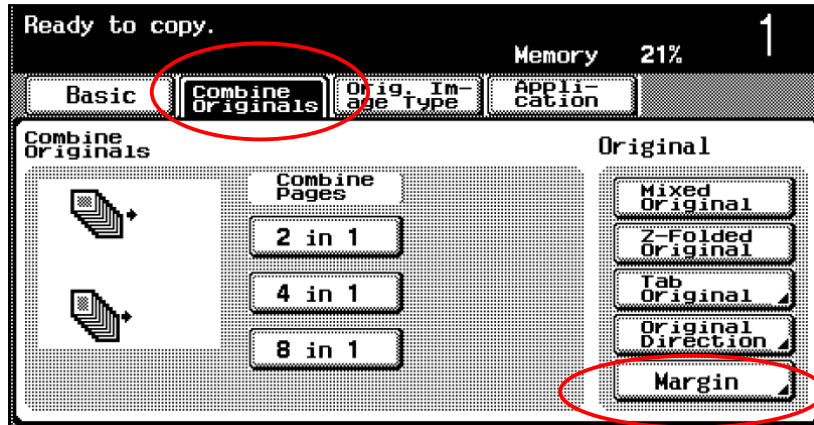 Ready to copy.
Memory 21% 1
Basic
Combine
Originals
Orig. Im-
age Type
Appli-
cation
Combine
Originals
Original
Combine
Pages
2 in 1
4 in 1
8 in 1
Mixed
Original
Z-Folded
Original
Tab
Original
Original
Direction
Margin